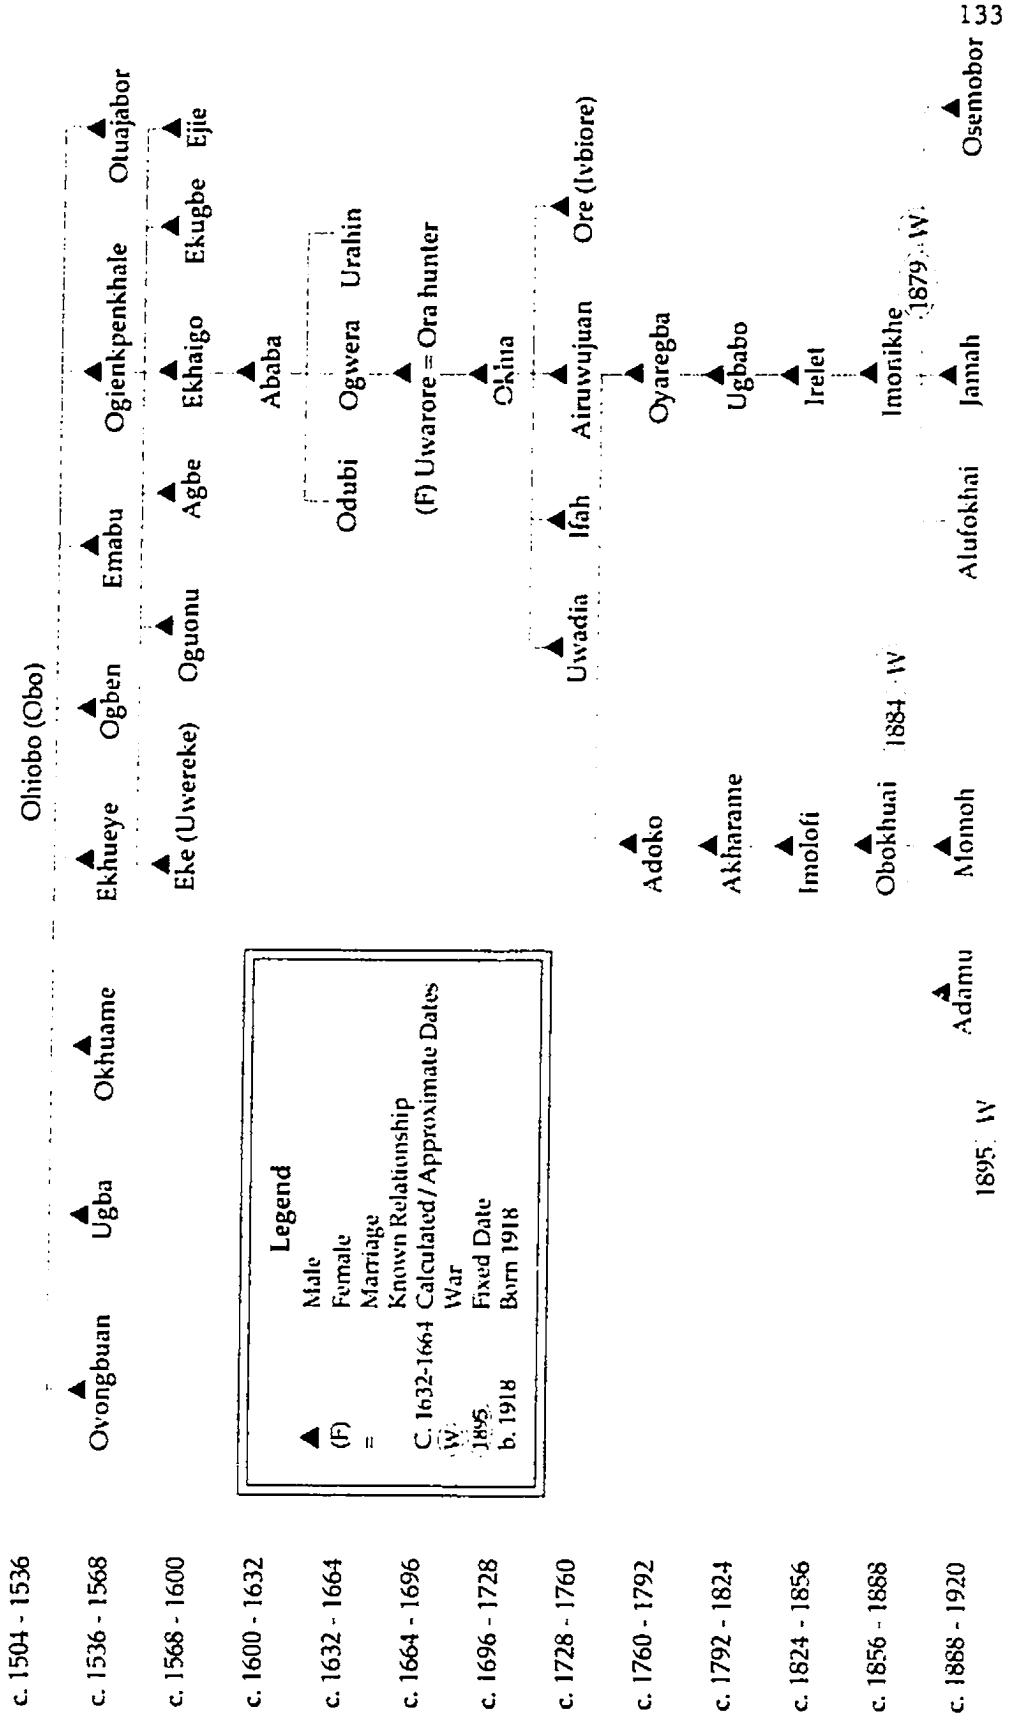 133
c. 1504 - 1536 Ohiobo (Obo)
c. 1536 - 1568 Ovongbuan Ugba Okhuame Ekhueye Ogben Emabu Ogienkpenkhale Otuajabor
c. 1568 - 1600 Eke (Uwereke) Oguonu Agbe Ekhaigo Ekugbe Ejie
c. 1600 - 1632 Ababa
c. 1632 - 1664 Odubi Ogwera Urahin
c. 1664 - 1696 (F) Uwarore = Ora hunter
c. 1696 - 1728 Okina
c. 1728 - 1760 Uwadia Ifah Airuwujuan Ore (Ivbiore)
c. 1760 - 1792 Adoko Oyaregba
c. 1792 - 1824 Akharame Ugbabo
c. 1824 - 1856 Imolofi Irelet
c. 1856 - 1888 Obokhuai 1884 W Imonikhe 1879 W
c. 1888 - 1920 Adamu Momoh Alufokhai Jamah Osemobor
1895 W
Legend
▲ Male
(F) Female
= Marriage
Known Relationship
C. 1632-1664 Calculated/Approximate Dates
W War
1895 Fixed Date
b. 1918 Born 1918